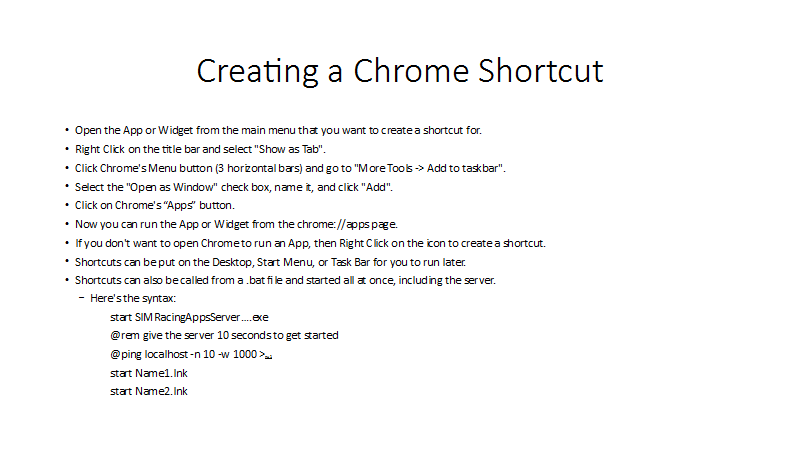 Creating a Chrome Shortcut
• Open the App or Widget from the main menu that you want to create a shortcut for.
• Right Click on the title bar and select "Show as Tab".
• Click Chrome's Menu button (3 horizontal bars) and go to "More Tools -> Add to taskbar".
• Select the "Open as Window" check box, name it, and click "Add".
• Click on Chrome's “Apps” button.
• Now you can run the App or Widget from the chrome://apps page.
• If you don't want to open Chrome to run an App, then Right Click on the icon to create a shortcut.
• Shortcuts can be put on the Desktop, Start Menu, or Task Bar for you to run later.
• Shortcuts can also be called from a .bat file and started all at once, including the server.
– Here's the syntax:
start SIMRacingAppsServer....exe
@rem give the server 10 seconds to get started
@ping localhost -n 10 -w 1000 >
start Name1.lnk
start Name2.lnk